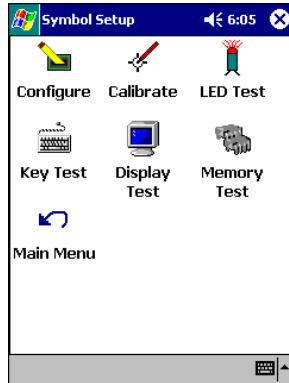 Symbol Setup 6:05
Configure Calibrate LED Test
Key Test Display Test Memory Test
Main Menu